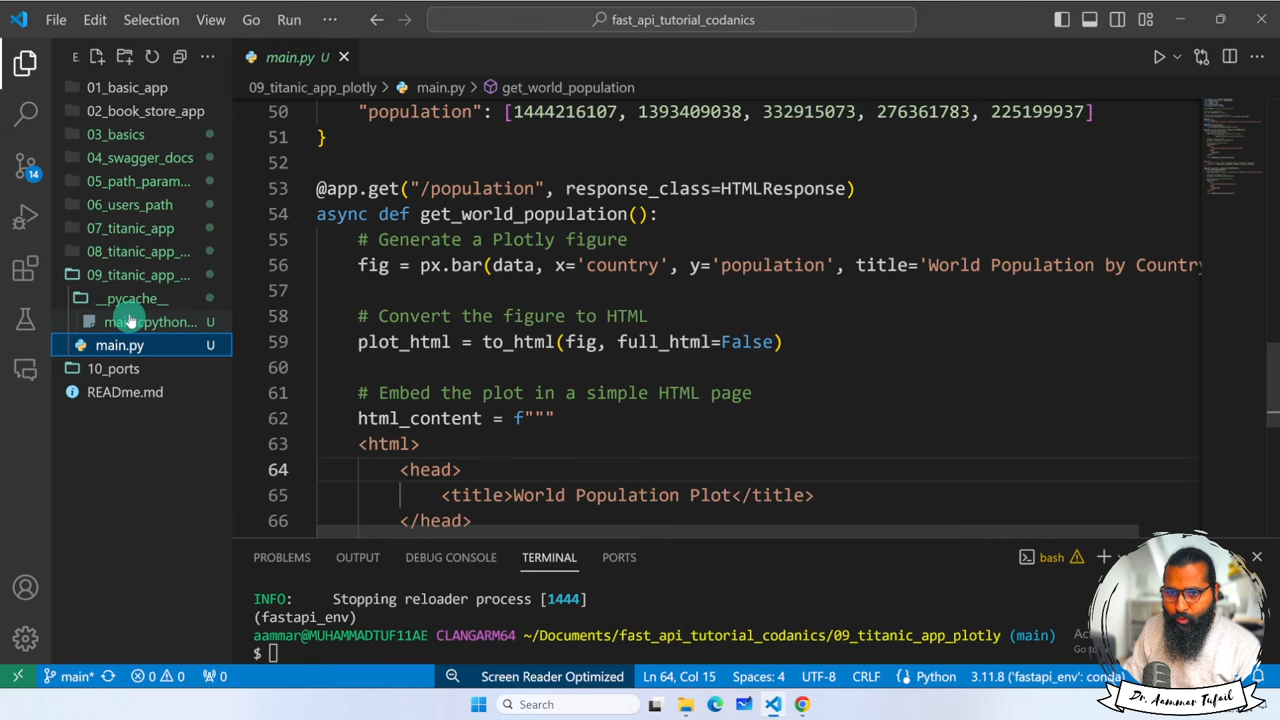 File Edit Selection View Go Run ··· fast_api_tutorial_codanics
E.
01_basic_app
02_book_store_app
03_basics
04_swagger_docs
05_path_param...
06_users_path
07_titanic_app
08_titanic_app_...
09_titanic_app_...
__pycache__
U
main.py U
10_ports
READme.md
14
main.py U
09_titanic_app_plotly > main.py > get_world_population
50 "population": [1444216107, 1393409038, 332915073, 276361783, 225199937]
51 }
52
53 @app.get("/population", response_class=HTMLResponse)
54 async def get_world_population():
55 # Generate a Plotly figure
56 fig = px.bar(data, x='country', y='population', title='World Population by Country
57
58 # Convert the figure to HTML
59 plot_html = to_html(fig, full_html=False)
60
61 # Embed the plot in a simple HTML page
62 html_content = f"""
63 <html>
64 <head>
65 <title>World Population Plot</title>
66 </head>
PROBLEMS OUTPUT DEBUG CONSOLE TERMINAL PORTS bash
INFO: Stopping reloader process [1444]
(fastapi_env)
aammar@MUHAMMADTUF11AE CLANGARM64 ~/Documents/fast_api_tutorial_codanics/09_titanic_app_plotly (main)
$
main* 0 0 0 Screen Reader Optimized Ln 64, Col 15 Spaces: 4 UTF-8 CRLF Python 3.11.8 ('fastapi_env': conda
Search
Dr. Aammar Tufail